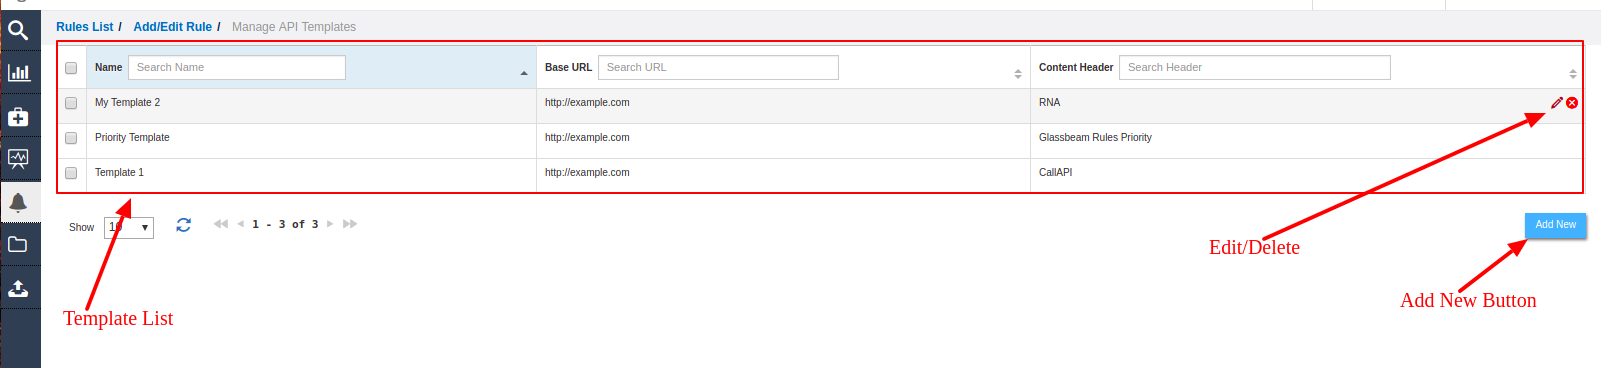 Rules List / Add/Edit Rule / Manage API Templates
Name Search Name Base URL Search URL Content Header Search Header
My Template 2 http://example.com RNA
Priority Template http://example.com Glassbeam Rules Priority
Template 1 http://example.com CallAPI
Show 10 1 - 3 of 3 Add New
Edit/Delete
Add New Button
Template List